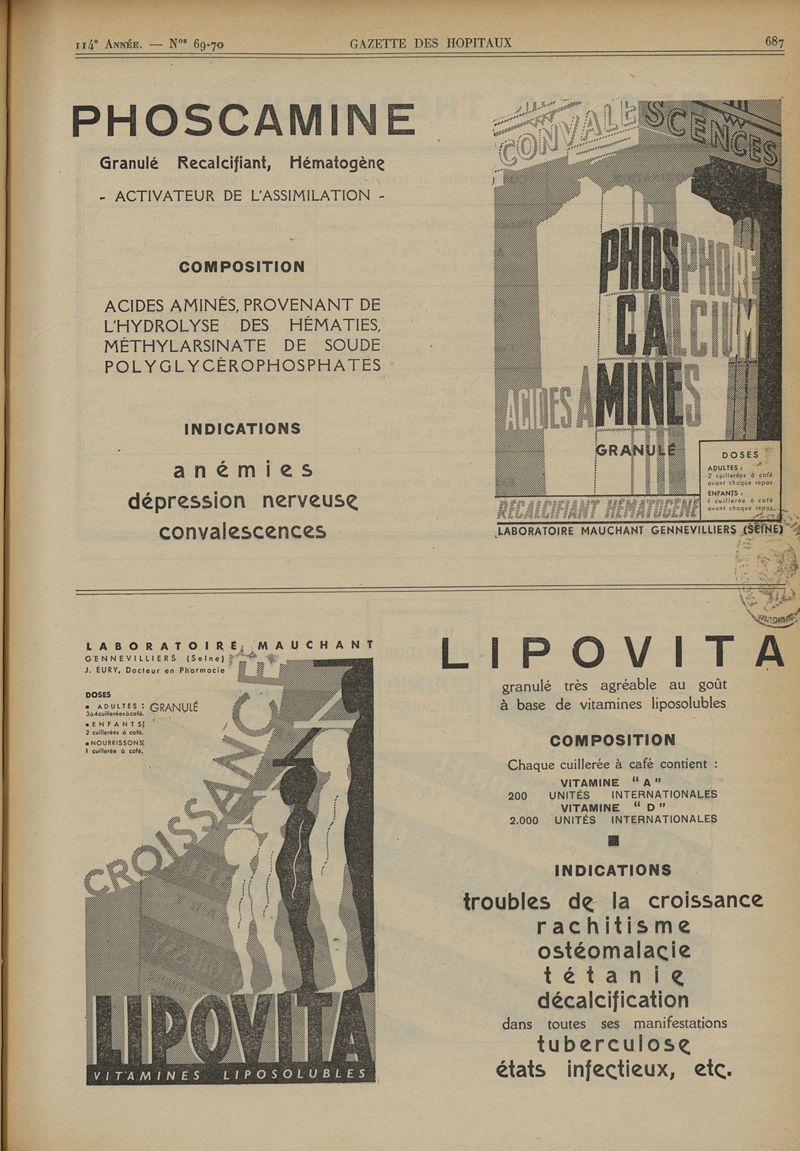 114e ANNÉE. — Nos 69-70
GAZETTE DES HOPITAUX
687
PHOSCAMINE
Granulé Recalcifiant, Hématogène
- ACTIVATEUR DE L'ASSIMILATION -
COMPOSITION
ACIDES AMINÉS, PROVENANT DE
L'HYDROLYSE DES HÉMATIES,
MÉTHYLARSINATE DE SOUDE
POLYGLYCÉROPHOSPHATES
INDICATIONS
anémies
dépression nerveuse
convalescences
CONVALESCENCES
PHOSPHORE
CALCIUM
ACIDES AMINES
GRANULÉ
DOSES
ADULTES :
2 cuillerées à café
avant chaque repas
ENFANTS :
1 cuillerée à café
avant chaque repas
RECALCIFIANT HEMATOGENE
LABORATOIRE MAUCHANT GENNEVILLIERS (SEINE)
LABORATOIRE MAUCHANT
GENNEVILLIERS (Seine)
J. EURY, Docteur en Pharmacie
DOSES
▪ ADULTES :
3à4 cuilleréesàcafé.
▪ ENFANTS:
2 cuillerées à café.
▪ NOURRISSONS:
1 cuillerée à café.
GRANULÉ
CROISSANCE
LIPOVITA
VITAMINES LIPOSOLUBLES
LIPOVITA
granulé très agréable au goût
à base de vitamines liposolubles
COMPOSITION
Chaque cuillerée à café contient :
VITAMINE “ A ”
200 UNITÉS INTERNATIONALES
VITAMINE “ D ”
2.000 UNITÉS INTERNATIONALES
INDICATIONS
troubles de la croissance
rachitisme
ostéomalacie
tétanie
décalcification
dans toutes ses manifestations
tuberculose
états infectieux, etc.